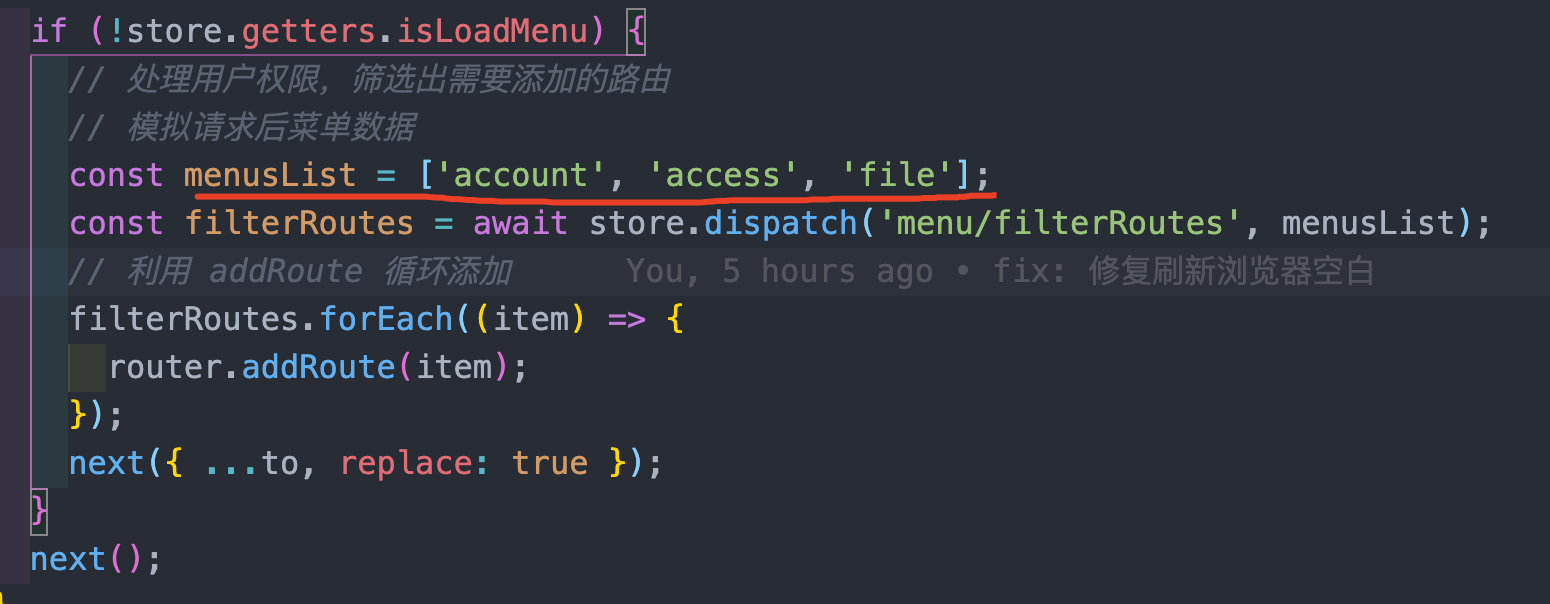 if (!store.getters.isLoadMenu) {
// 处理用户权限，筛选出需要添加的路由
// 模拟请求后菜单数据
const menusList = ['account', 'access', 'file'];
const filterRoutes = await store.dispatch('menu/filterRoutes', menusList);
// 利用 addRoute 循环添加 You, 5 hours ago • fix: 修复刷新浏览器空白
filterRoutes.forEach((item) => {
router.addRoute(item);
});
next({ ...to, replace: true });
}
next();